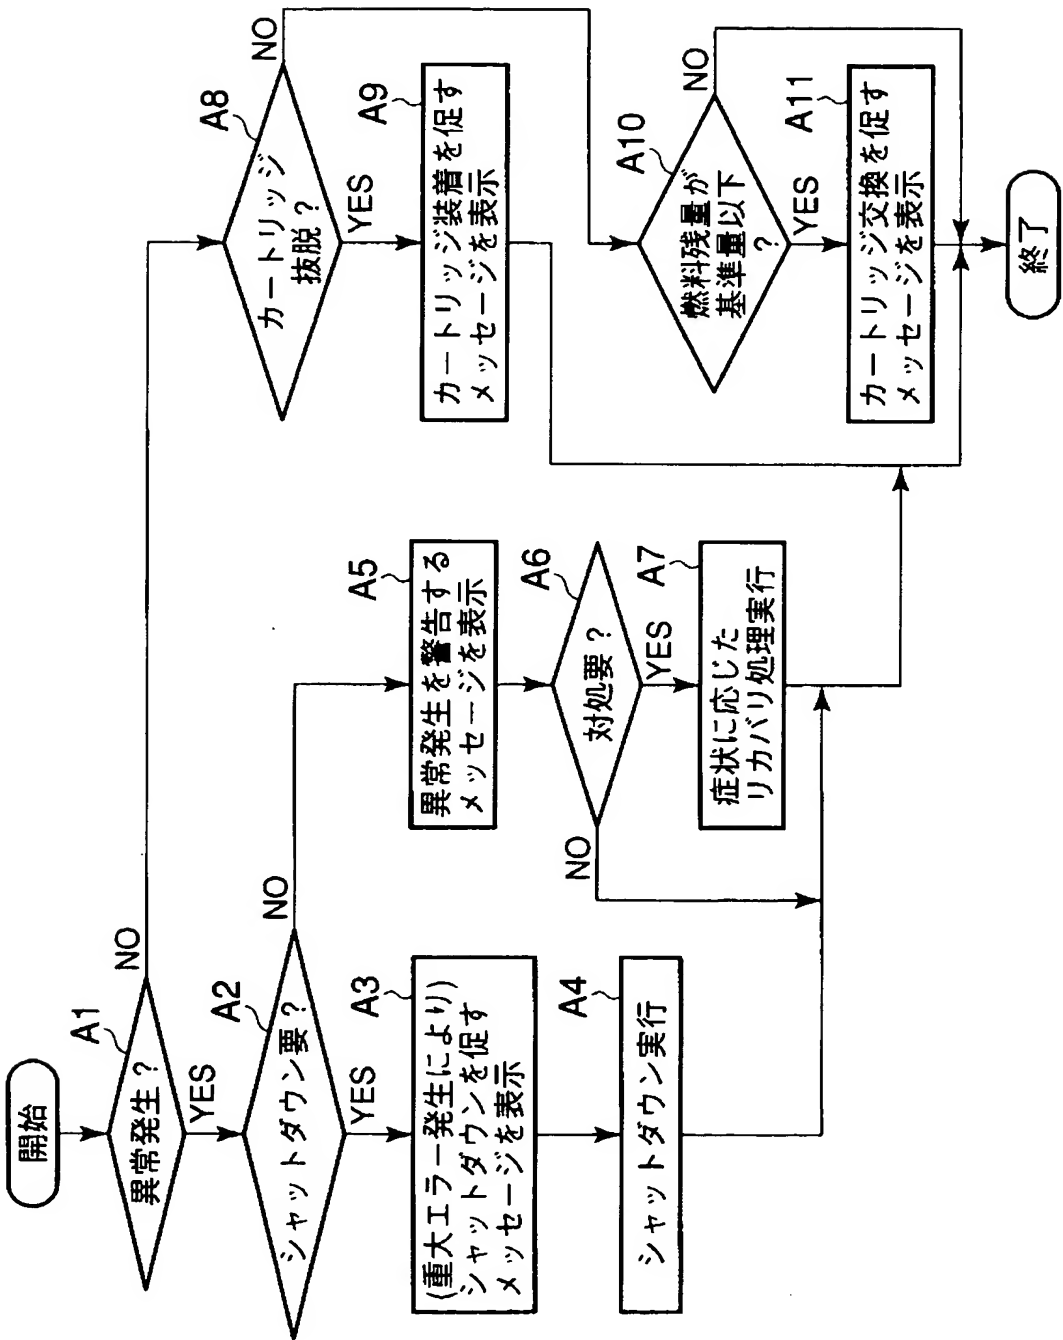 開始
A1
異常発生？
NO
YES
A2
シャットダウン要？
NO
YES
A3
(重大エラー発生により)
シャットダウンを促す
メッセージを表示
A4
シャットダウン実行
A5
異常発生を警告する
メッセージを表示
A6
対処要？
NO
YES
A7
症状に応じた
リカバリ処理実行
A8
カートリッジ
抜脱？
NO
YES
A9
カートリッジ装着を促す
メッセージを表示
A10
燃料残量が
基準量以下
？
NO
YES
A11
カートリッジ交換を促す
メッセージを表示
終了